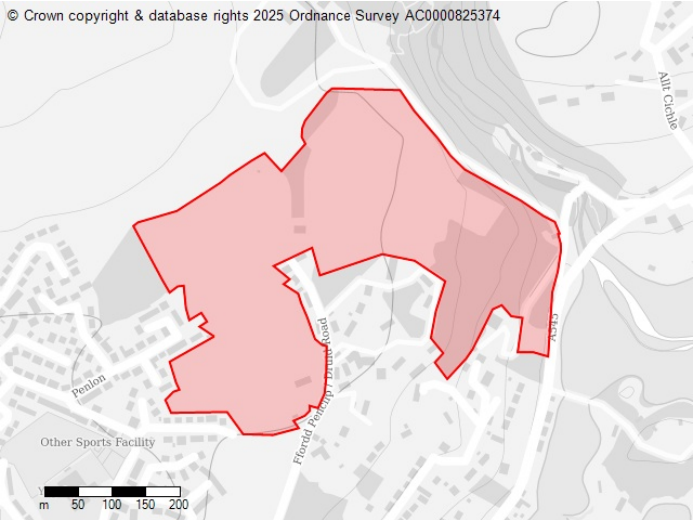 © Crown copyright & database rights 2025 Ordnance Survey AC0000825374
Allt Cichle
A545
Ffordd Pencrip / Druid Road
Penlon
Other Sports Facility
Y
m 50 100 150 200